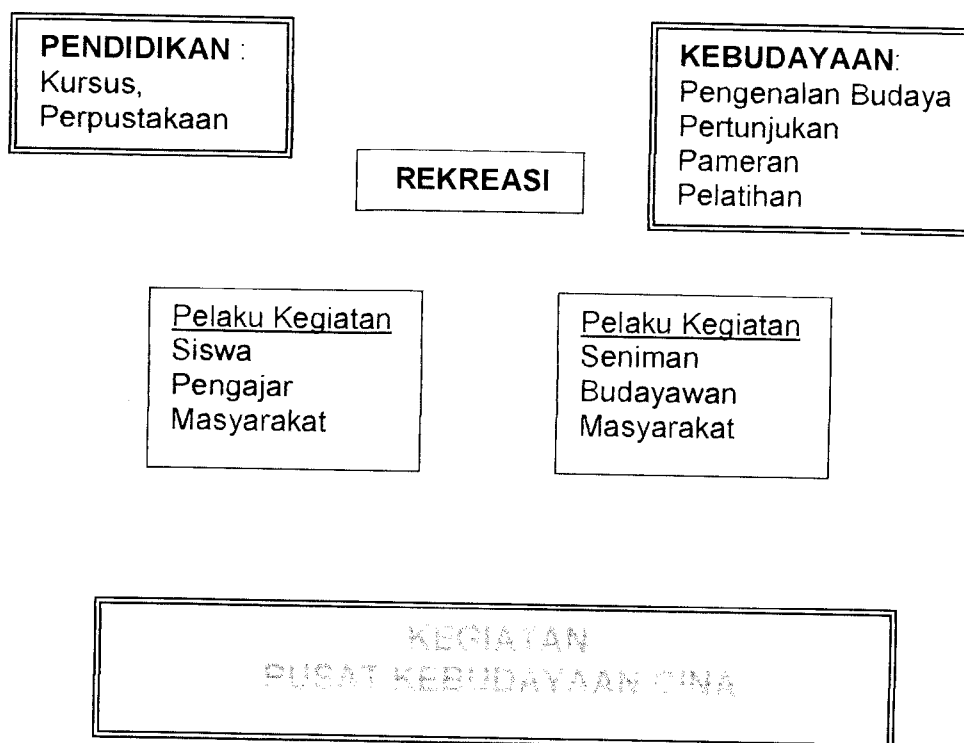 PENDIDIKAN :
Kursus,
Perpustakaan
KEBUDAYAAN:
Pengenalan Budaya
Pertunjukan
Pameran
Pelatihan
REKREASI
Pelaku Kegiatan
Siswa
Pengajar
Masyarakat
Pelaku Kegiatan
Seniman
Budayawan
Masyarakat
KEGIATAN
PUSAT KEBUDAYAAN CINA